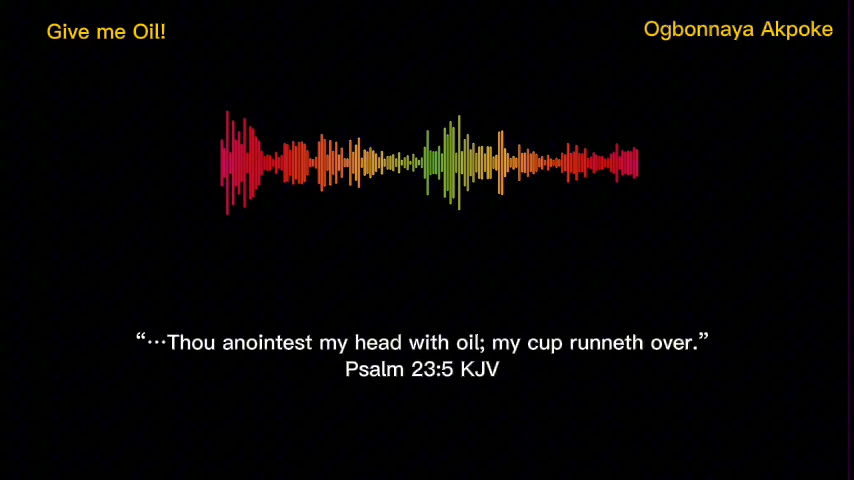 Give me Oil!
Ogbonnaya Akpoke
“···Thou anointest my head with oil; my cup runneth over.”
Psalm 23:5 KJV